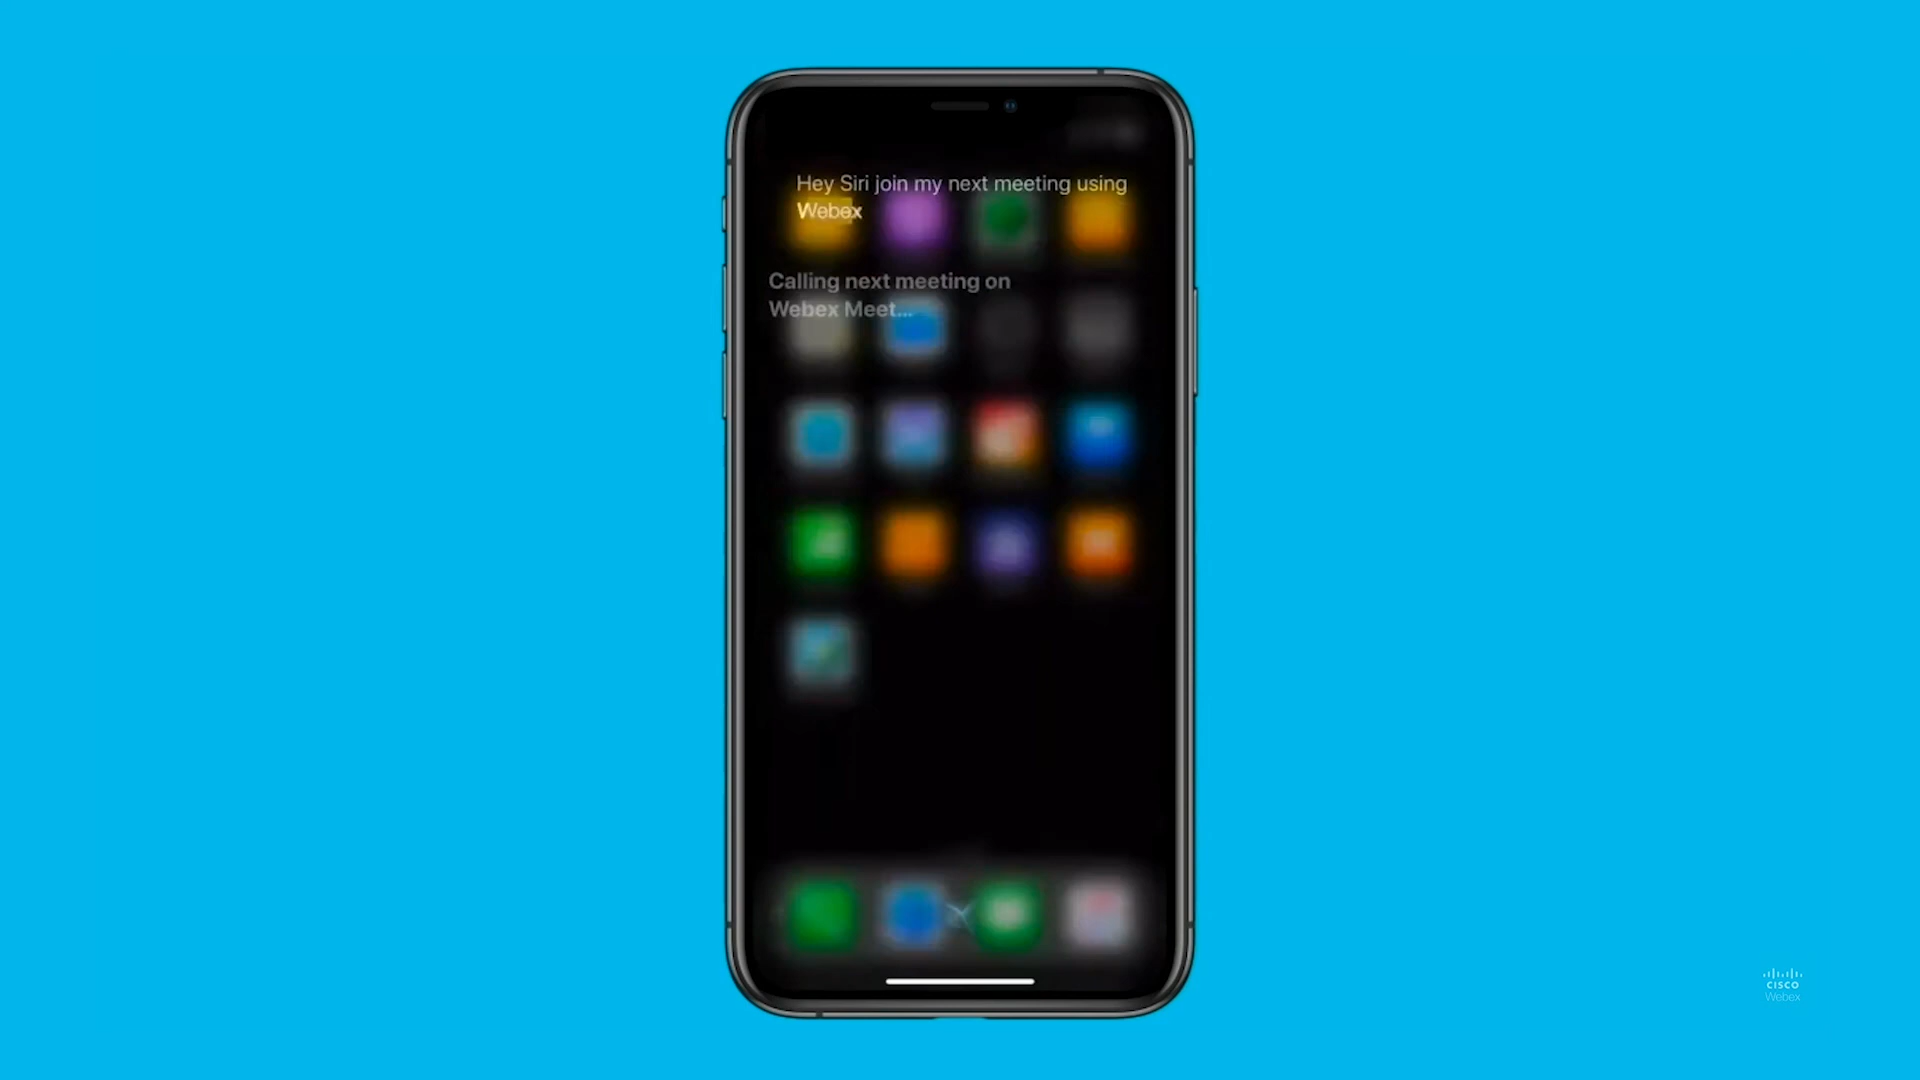 Hey Siri join my next meeting using
Webex
Calling next meeting on
Webex Meet...
CISCO
Webex